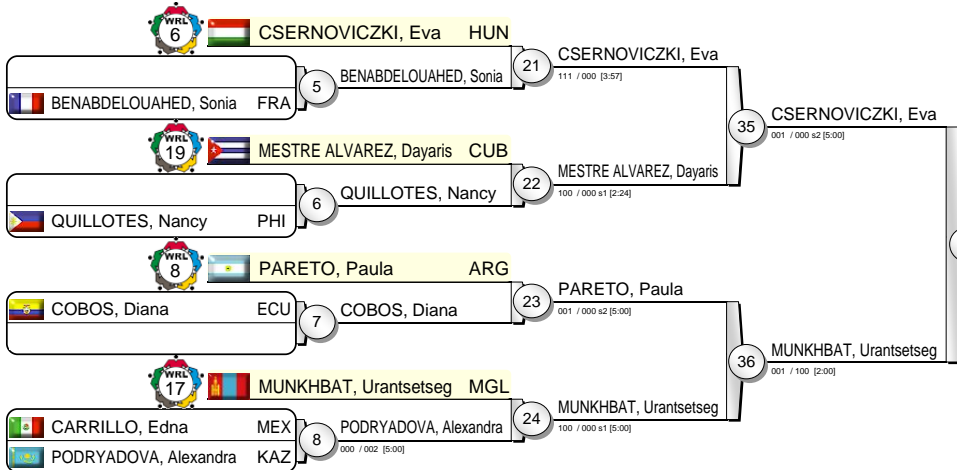 WRL
6
CSERNOVICZKI, Eva HUN
BENABDELOUAHED, Sonia FRA
5
BENABDELOUAHED, Sonia
21
CSERNOVICZKI, Eva
111 / 000 [3:57]
WRL
19
MESTRE ALVAREZ, Dayaris CUB
QUILLOTES, Nancy PHI
6
QUILLOTES, Nancy
22
MESTRE ALVAREZ, Dayaris
100 / 000 s1 [2:24]
35
CSERNOVICZKI, Eva
001 / 000 s2 [5:00]
WRL
8
PARETO, Paula ARG
COBOS, Diana ECU
7
COBOS, Diana
23
PARETO, Paula
001 / 000 s2 [5:00]
WRL
17
MUNKHBAT, Urantsetseg MGL
CARRILLO, Edna MEX
PODRYADOVA, Alexandra KAZ
8
PODRYADOVA, Alexandra
000 / 002 [5:00]
24
MUNKHBAT, Urantsetseg
100 / 000 s1 [5:00]
36
MUNKHBAT, Urantsetseg
001 / 100 [2:00]